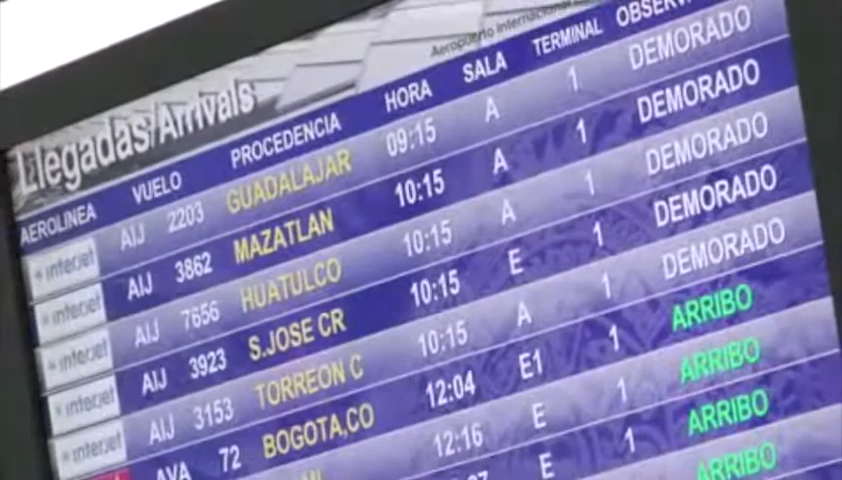 Aeropuerto Internacional
Llegadas/Arrivals
AEROLINEA VUELO PROCEDENCIA HORA SALA TERMINAL
interjet AIJ 2203 GUADALAJAR 09:15 A 1 DEMORADO
interjet AIJ 3862 MAZATLAN 10:15 A 1 DEMORADO
interjet AIJ 7656 HUATULCO 10:15 A 1 DEMORADO
interjet AIJ 3923 S.JOSE CR 10:15 E 1 DEMORADO
interjet AIJ 3153 TORREON C 10:15 A 1 DEMORADO
AVA 72 BOGOTA,CO 12:04 E1 1 ARRIBO
12:16 E 1 ARRIBO
E 1 ARRIBO
ARRIBO